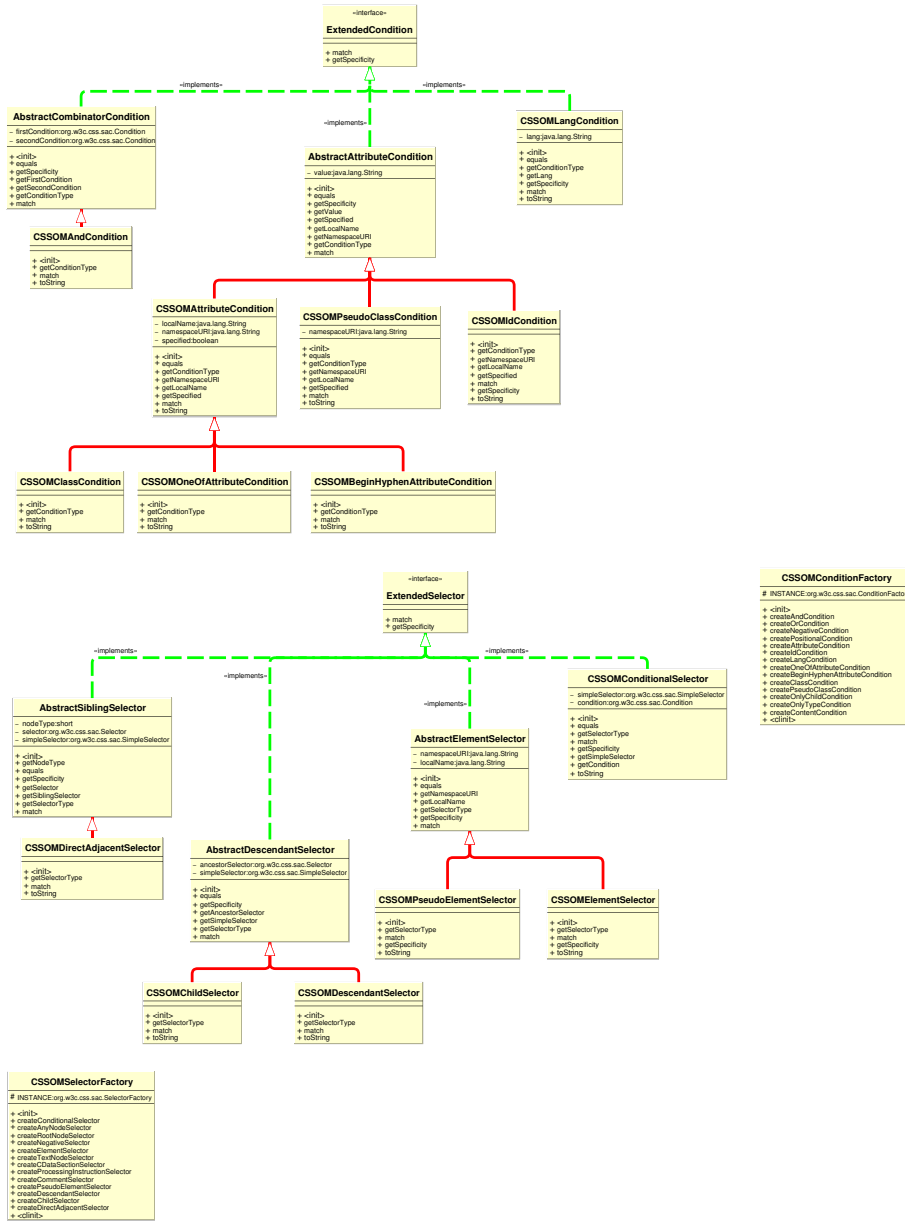 «interface»
ExtendedCondition
+ match
+ getSpecificity
«implements»
«implements»
«implements»
AbstractCombinatorCondition
− firstCondition:org.w3c.css.sac.Condition
− secondCondition:org.w3c.css.sac.Condition
+ <init>
+ equals
+ getSpecificity
+ getFirstCondition
+ getSecondCondition
+ getConditionType
+ match
CSSOMLangCondition
− lang:java.lang.String
+ <init>
+ equals
+ getConditionType
+ getLang
+ getSpecificity
+ match
+ toString
AbstractAttributeCondition
− value:java.lang.String
+ <init>
+ equals
+ getSpecificity
+ getValue
+ getSpecified
+ getLocalName
+ getNamespaceURI
+ getConditionType
+ match
CSSOMAndCondition
+ <init>
+ getConditionType
+ match
+ toString
CSSOMAttributeCondition
− localName:java.lang.String
− namespaceURI:java.lang.String
− specified:boolean
+ <init>
+ equals
+ getConditionType
+ getNamespaceURI
+ getLocalName
+ getSpecified
+ match
+ toString
CSSOMPseudoClassCondition
− namespaceURI:java.lang.String
+ <init>
+ equals
+ getConditionType
+ getNamespaceURI
+ getLocalName
+ getSpecified
+ match
+ toString
CSSOMIdCondition
+ <init>
+ getConditionType
+ getNamespaceURI
+ getLocalName
+ getSpecified
+ match
+ getSpecificity
+ toString
CSSOMClassCondition
+ <init>
+ getConditionType
+ match
+ toString
CSSOMOneOfAttributeCondition
+ <init>
+ getConditionType
+ match
+ toString
CSSOMBeginHyphenAttributeCondition
+ <init>
+ getConditionType
+ match
+ toString
«interface»
ExtendedSelector
+ match
+ getSpecificity
CSSOMConditionFactory
# INSTANCE:org.w3c.css.sac.ConditionFacto
+ <init>
+ createAndCondition
+ createOrCondition
+ createNegativeCondition
+ createPositionalCondition
+ createAttributeCondition
+ createIdCondition
+ createLangCondition
+ createOneOfAttributeCondition
+ createBeginHyphenAttributeCondition
+ createClassCondition
+ createPseudoClassCondition
+ createOnlyChildCondition
+ createOnlyTypeCondition
+ createContentCondition
+ <clinit>
«implements»
«implements»
«implements»
«implements»
CSSOMConditionalSelector
− simpleSelector:org.w3c.css.sac.SimpleSelector
− condition:org.w3c.css.sac.Condition
+ <init>
+ equals
+ getSelectorType
+ match
+ getSpecificity
+ getSimpleSelector
+ getCondition
+ toString
AbstractSiblingSelector
− nodeType:short
− selector:org.w3c.css.sac.Selector
− simpleSelector:org.w3c.css.sac.SimpleSelector
+ <init>
+ getNodeType
+ equals
+ getSpecificity
+ getSelector
+ getSiblingSelector
+ getSelectorType
+ match
AbstractElementSelector
− namespaceURI:java.lang.String
− localName:java.lang.String
+ <init>
+ equals
+ getNamespaceURI
+ getLocalName
+ getSelectorType
+ getSpecificity
+ match
CSSOMDirectAdjacentSelector
+ <init>
+ getSelectorType
+ match
+ toString
AbstractDescendantSelector
− ancestorSelector:org.w3c.css.sac.Selector
− simpleSelector:org.w3c.css.sac.SimpleSelector
+ <init>
+ equals
+ getSpecificity
+ getAncestorSelector
+ getSimpleSelector
+ getSelectorType
+ match
CSSOMPseudoElementSelector
+ <init>
+ getSelectorType
+ match
+ getSpecificity
+ toString
CSSOMElementSelector
+ <init>
+ getSelectorType
+ match
+ getSpecificity
+ toString
CSSOMChildSelector
+ <init>
+ getSelectorType
+ match
+ toString
CSSOMDescendantSelector
+ <init>
+ getSelectorType
+ match
+ toString
CSSOMSelectorFactory
# INSTANCE:org.w3c.css.sac.SelectorFactory
+ <init>
+ createConditionalSelector
+ createAnyNodeSelector
+ createRootNodeSelector
+ createNegativeSelector
+ createElementSelector
+ createTextNodeSelector
+ createCDataSectionSelector
+ createProcessingInstructionSelector
+ createCommentSelector
+ createPseudoElementSelector
+ createDescendantSelector
+ createChildSelector
+ createDirectAdjacentSelector
+ <clinit>